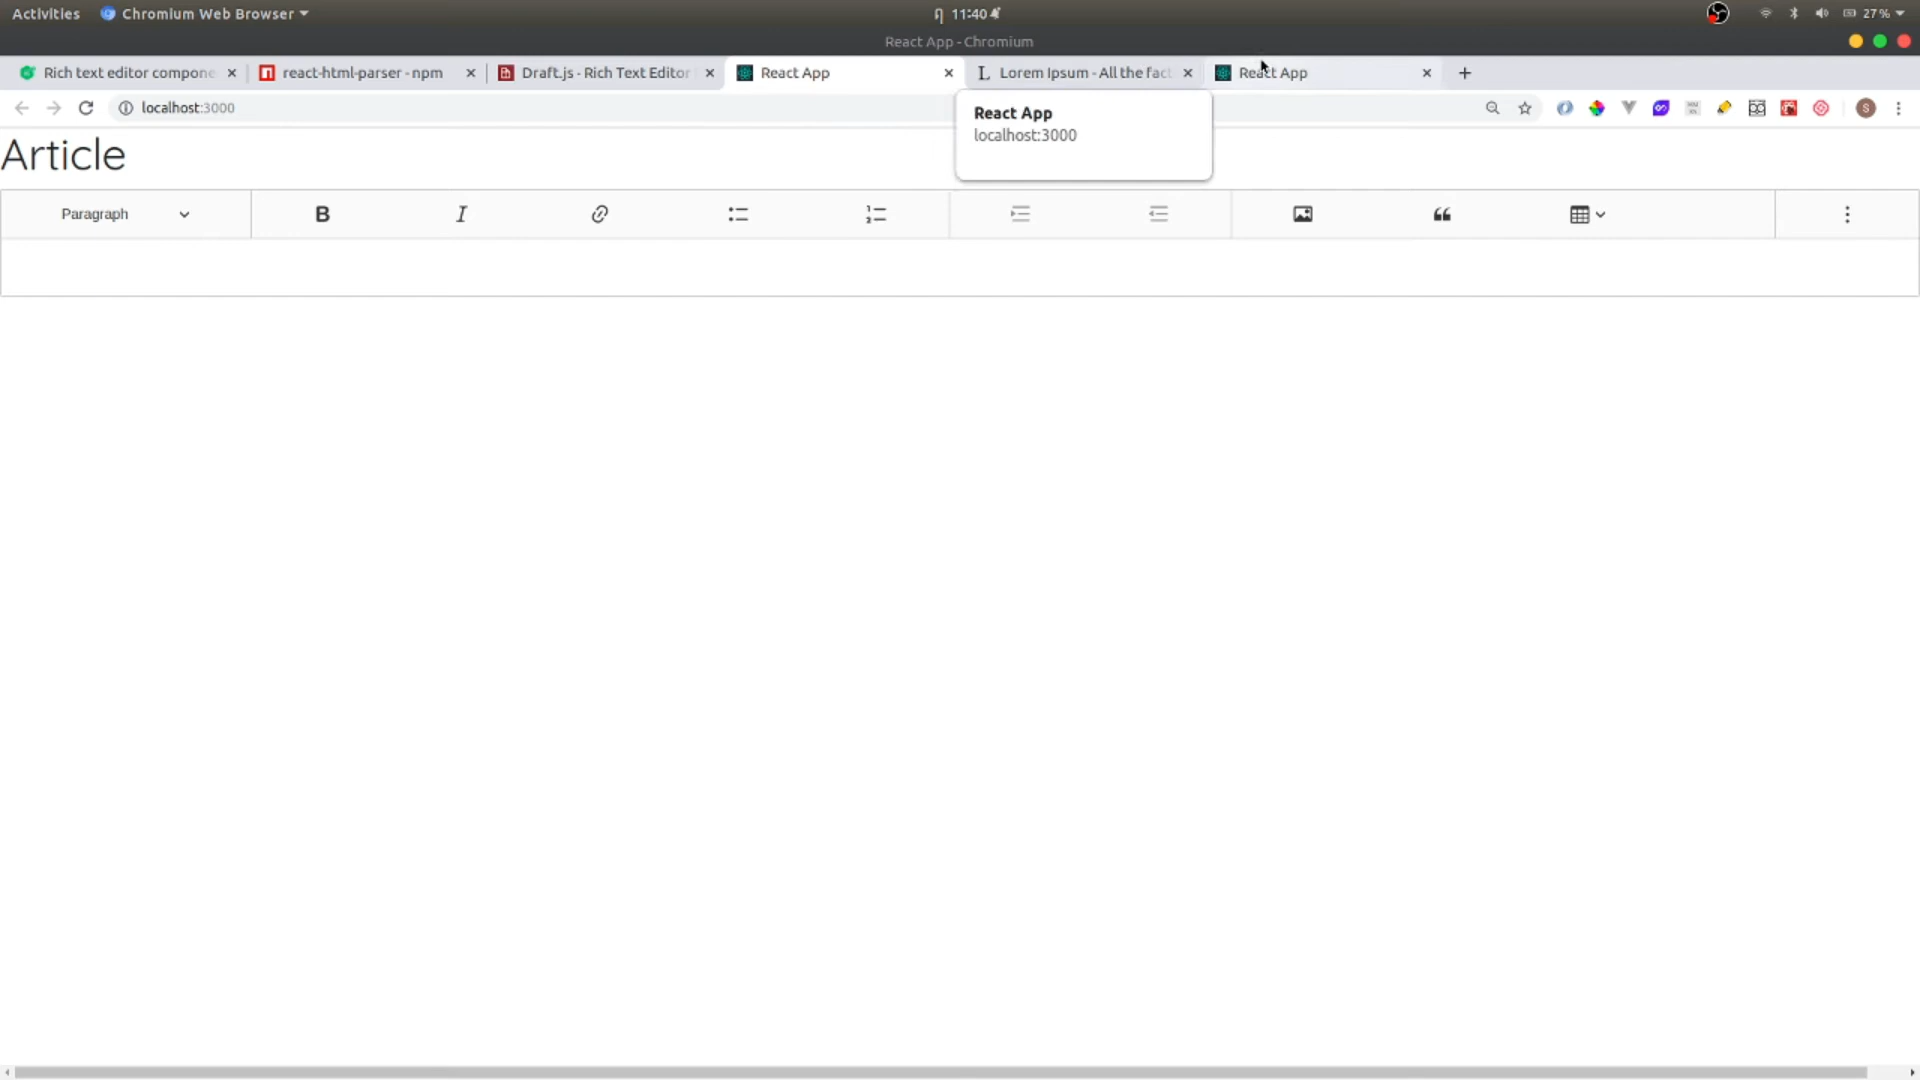 Activities Chromium Web Browser 11:40 27%
React App - Chromium
Rich text editor compone react-html-parser - npm Draft.js - Rich Text Editor React App Lorem Ipsum - All the fact React App
localhost:3000
React App
localhost:3000
Article
Paragraph B I